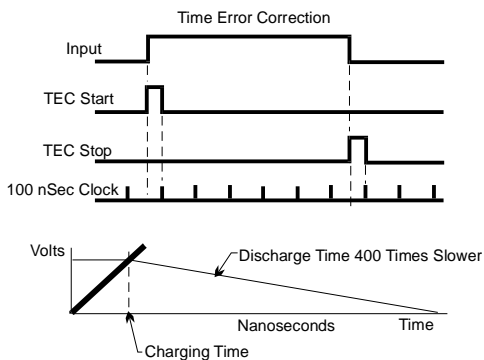 Time Error Correction
Input
TEC Start
TEC Stop
100 nSec Clock
Volts
Discharge Time 400 Times Slower
Nanoseconds
Time
Charging Time